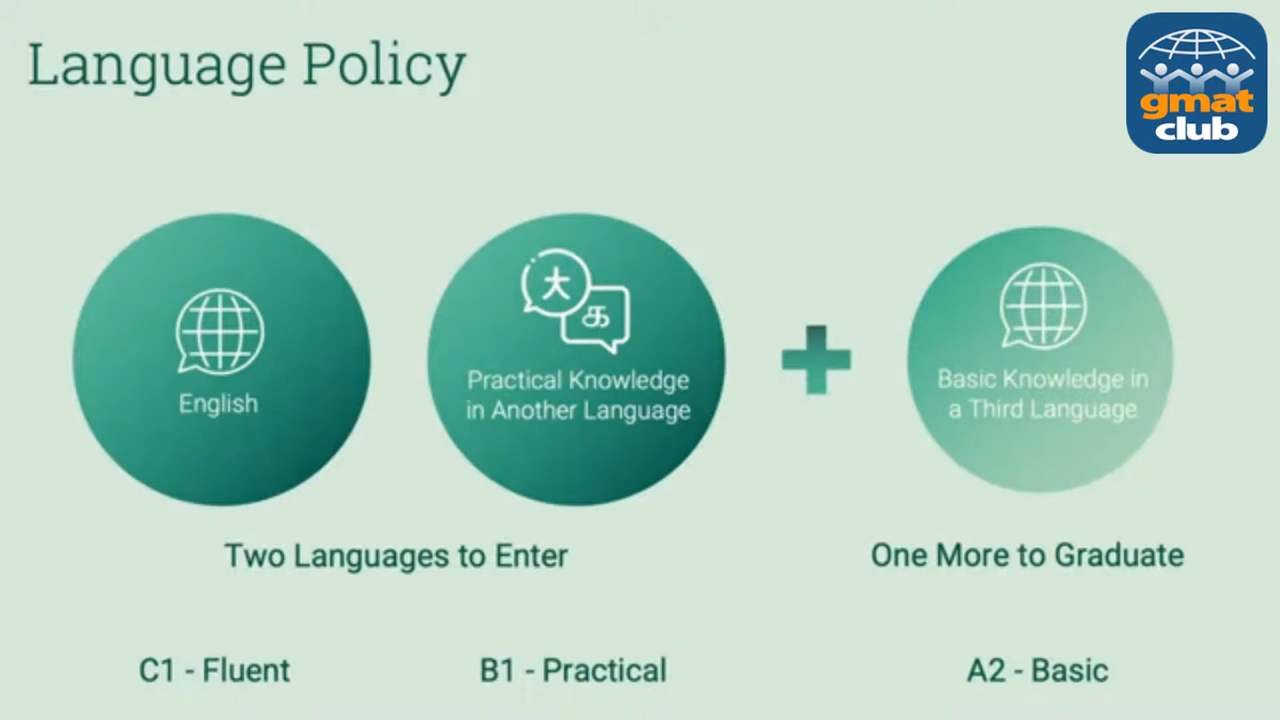 Language Policy
gmat
club
大
த
English
Practical Knowledge
in Another Language
Basic Knowledge in
a Third Language
Two Languages to Enter
One More to Graduate
C1 - Fluent
B1 - Practical
A2 - Basic